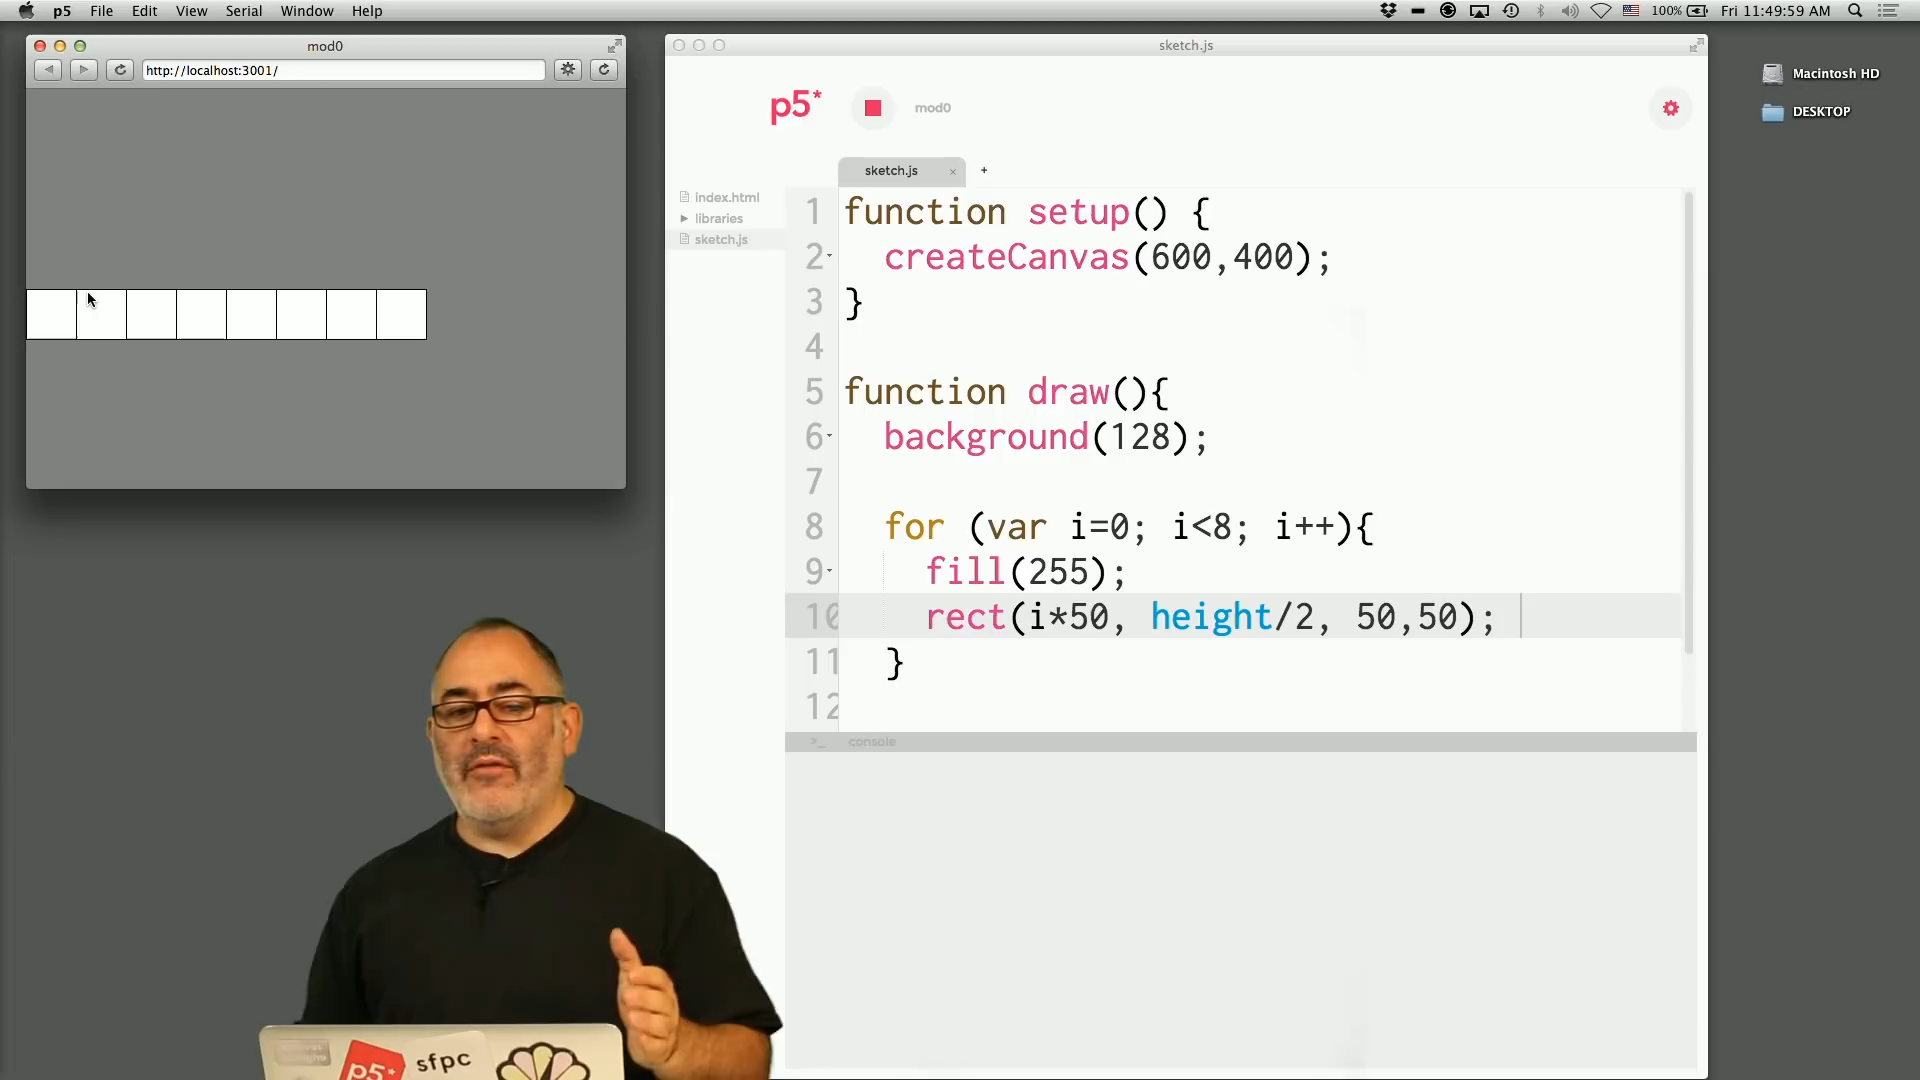 p5 File Edit View Serial Window Help
100% Fri 11:49:59 AM
mod0
http://localhost:3001/
sketch.js
p5* mod0
sketch.js × +
index.html
libraries
sketch.js
1 function setup() {
2 createCanvas(600,400);
3 }
4
5 function draw(){
6 background(128);
7
8 for (var i=0; i<8; i++){
9 fill(255);
10 rect(i*50, height/2, 50,50);
11 }
12
>_ console
Macintosh HD
DESKTOP
p5*
sfpc